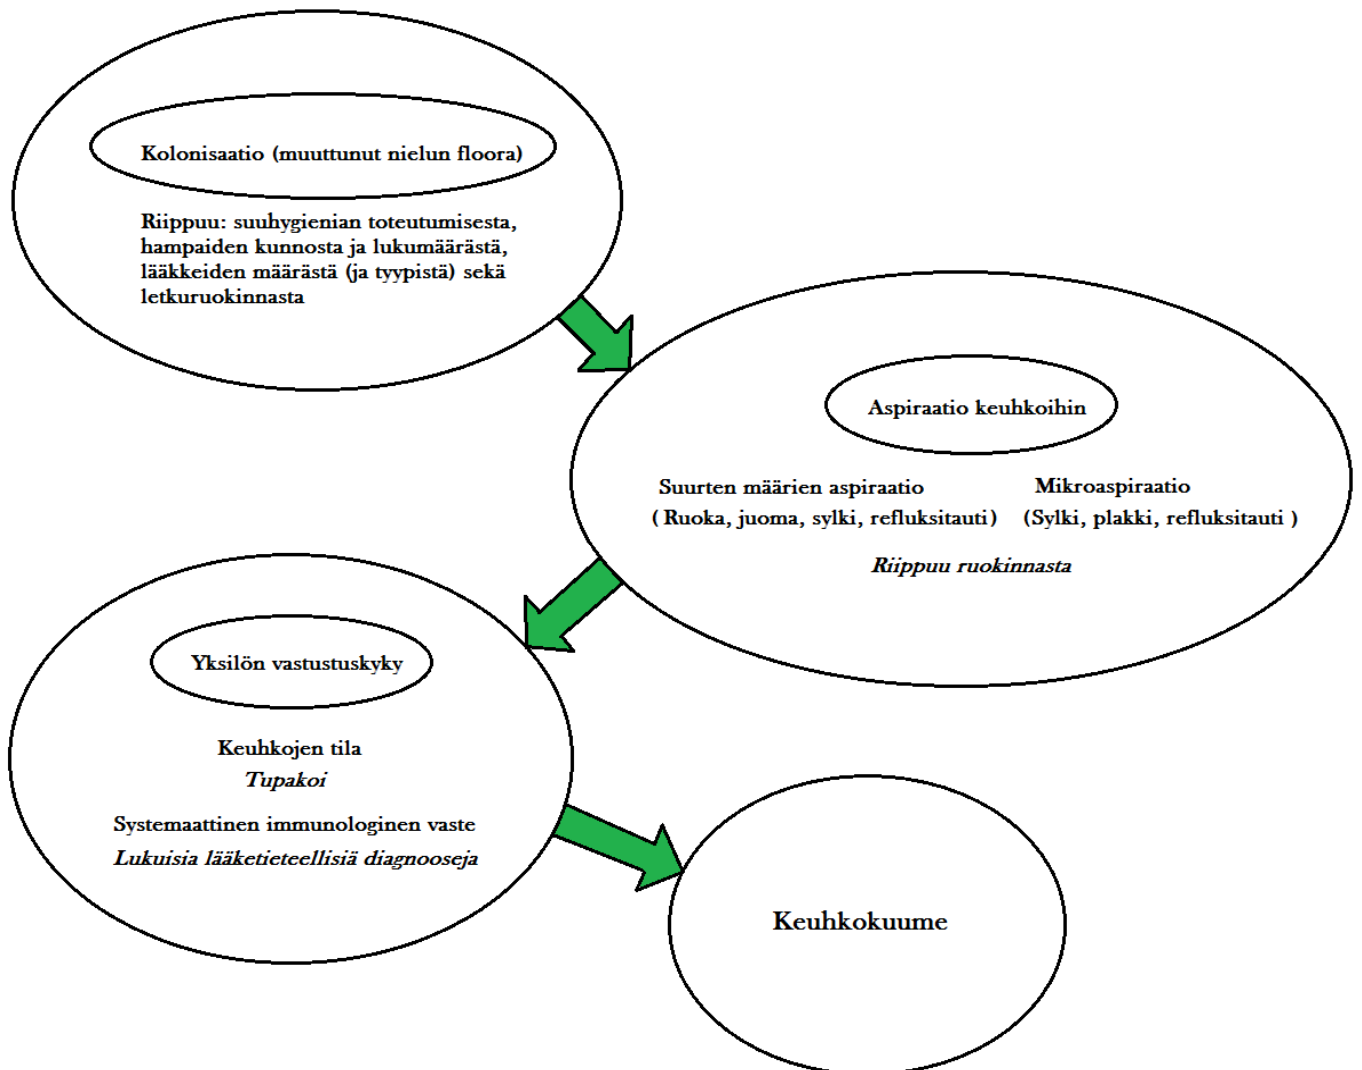 Kolonisaatio (muuttunut nielun floora)
Riippuu: suuhygienian toteutumisesta,
hampaiden kunnosta ja lukumäärästä,
lääkkeiden määrästä (ja tyypistä) sekä
letkuruokinnasta
Aspiraatio keuhkoihin
Suurten määrien aspiraatio
( Ruoka, juoma, sylki, refluksitauti)
Mikroaspiraatio
(Sylki, plakki, refluksitauti )
Riippuu ruokinnasta
Yksilön vastustuskyky
Keuhkojen tila
Tupakoi
Systemaattinen immunologinen vaste
Lukuisia lääketieteellisiä diagnooseja
Keuhkokuume